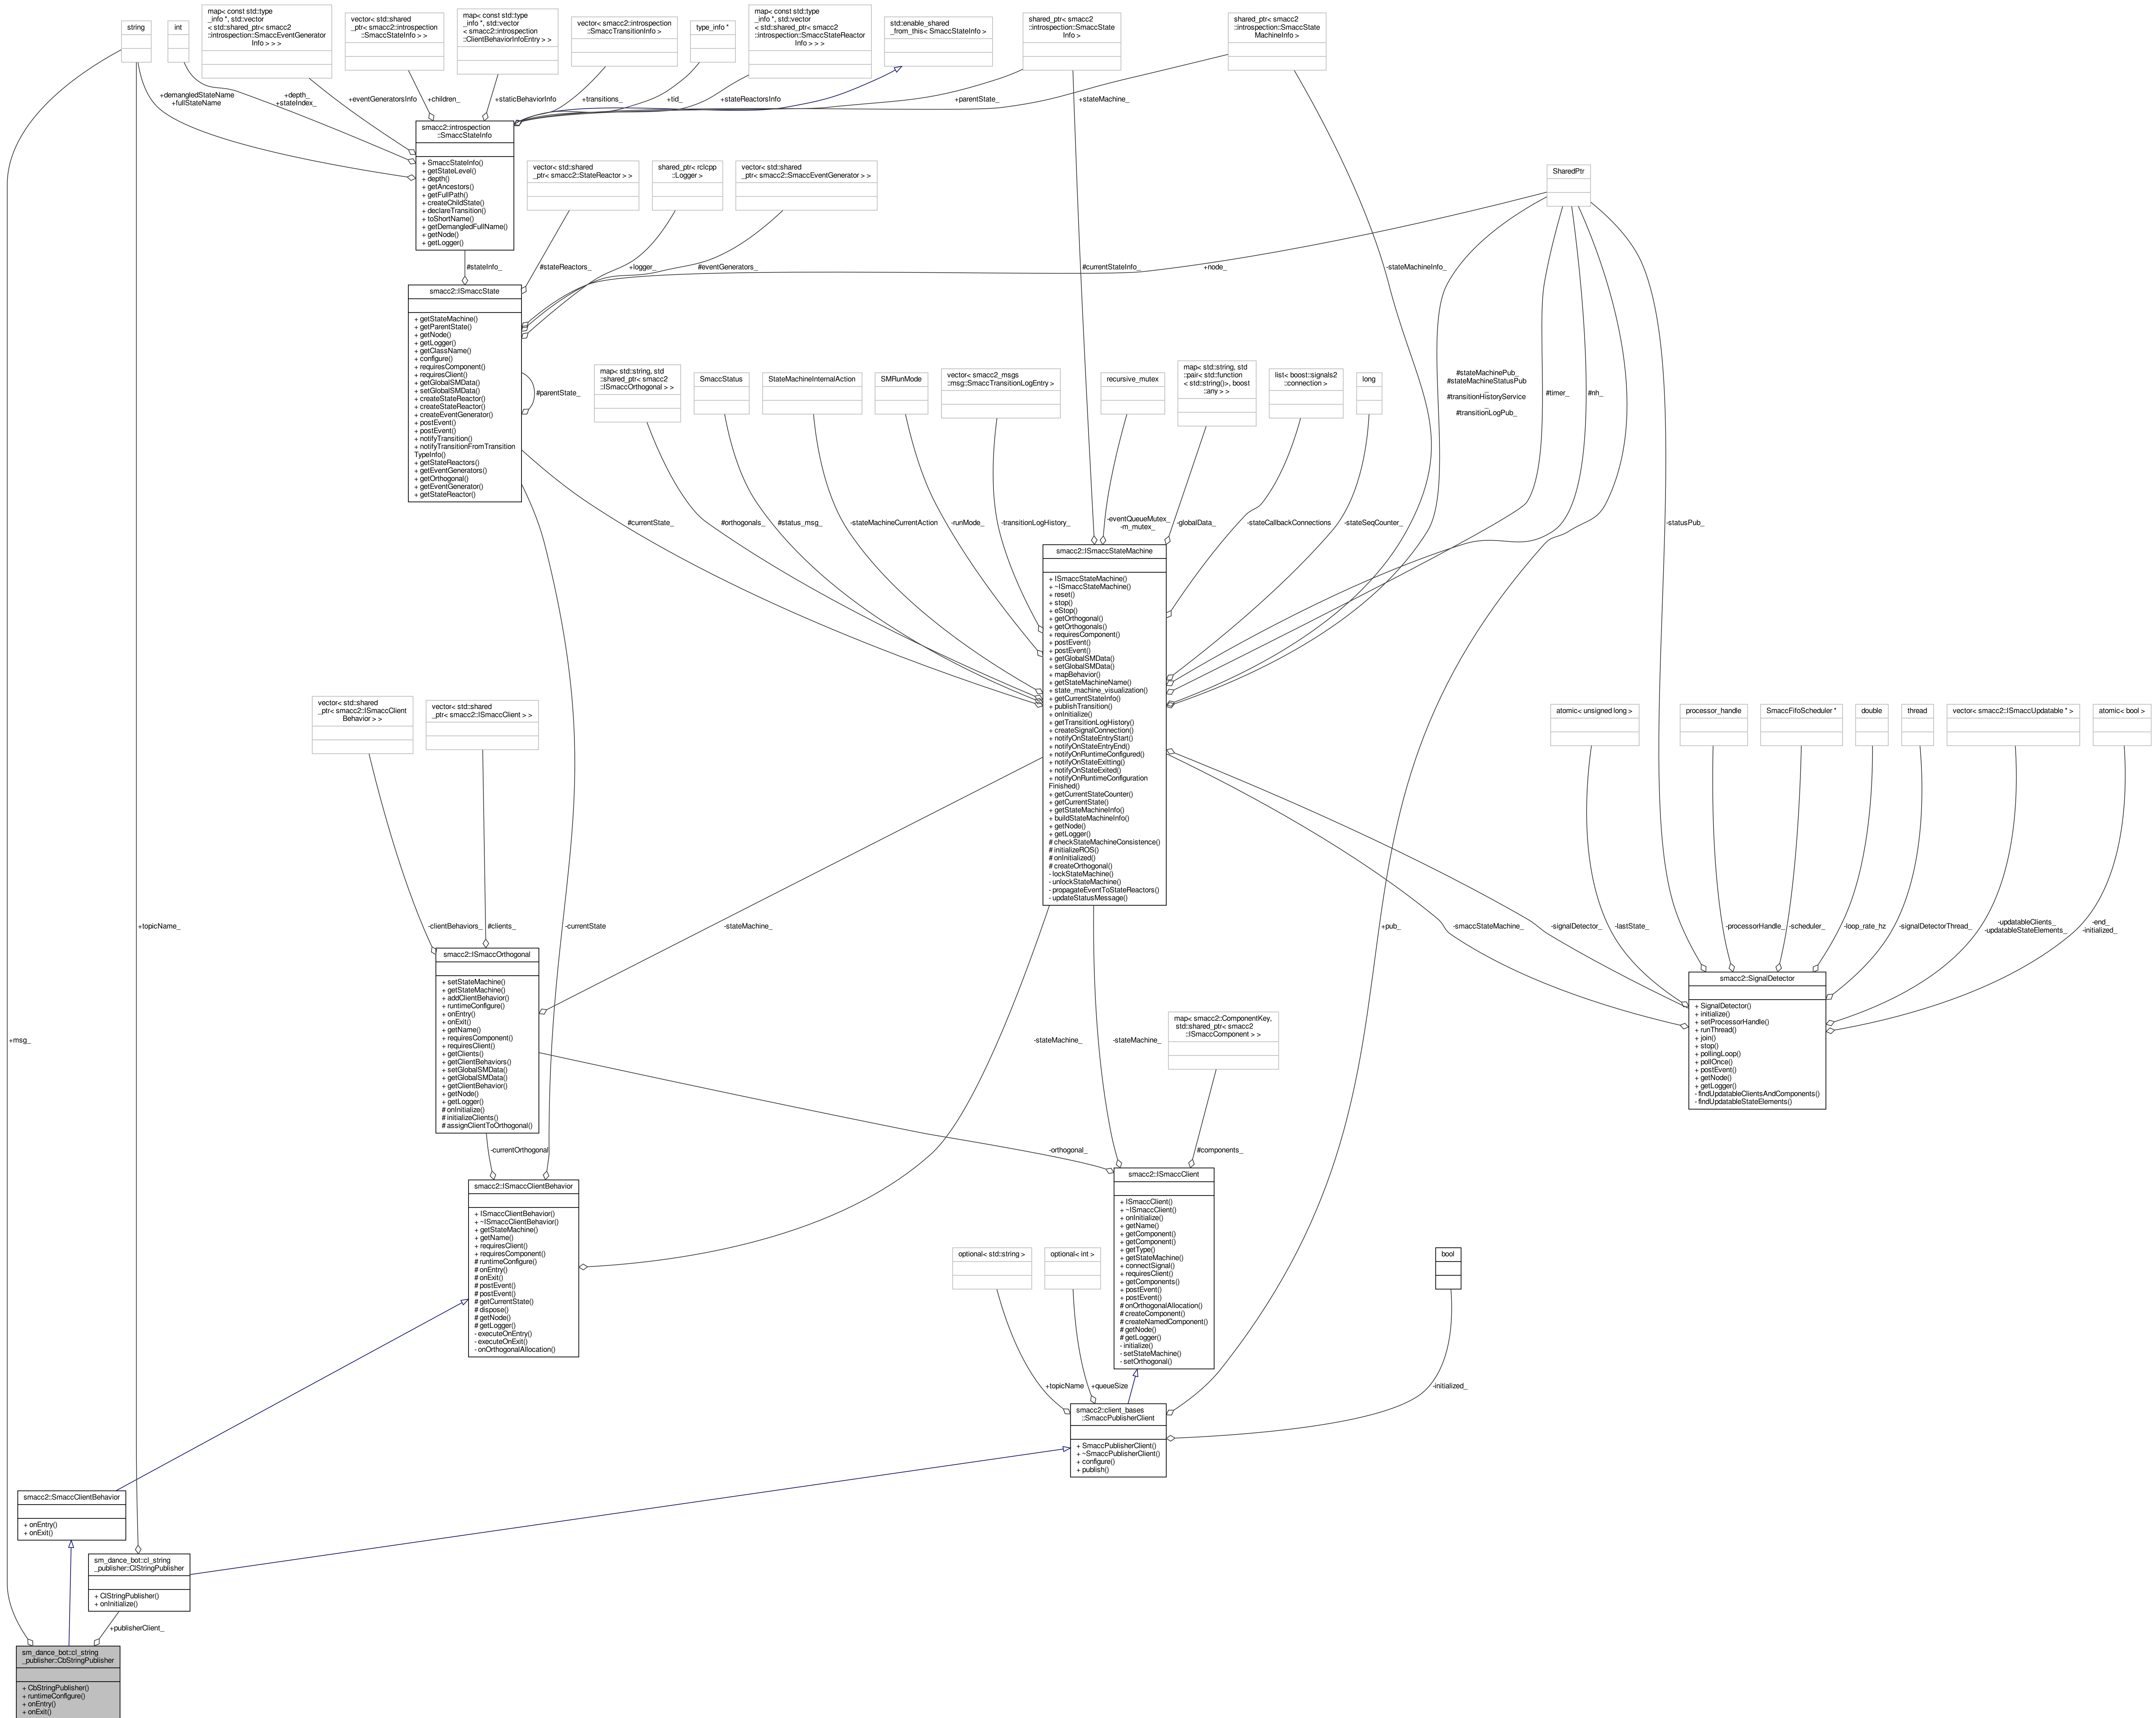 string
int
map< const std::type
_info *, std::vector
< std::shared_ptr< smacc2
::introspection::SmaccEventGenerator
Info > > >
vector< std::shared
_ptr< smacc2::introspection
::SmaccStateInfo > >
map< const std::type
_info *, std::vector
< smacc2::introspection
::ClientBehaviorInfoEntry > >
vector< smacc2::introspection
::SmaccTransitionInfo >
type_info *
map< const std::type
_info *, std::vector
< std::shared_ptr< smacc2
::introspection::SmaccStateReactor
Info > > >
std::enable_shared
_from_this< SmaccStateInfo >
shared_ptr< smacc2
::introspection::SmaccState
Info >
shared_ptr< smacc2
::introspection::SmaccState
MachineInfo >
+demangledStateName
+fullStateName
+depth_
+stateIndex_
+eventGeneratorsInfo
+children_
+staticBehaviorInfo
+transitions_
+tid_
+stateReactorsInfo
+parentState_
+stateMachine_
smacc2::introspection
::SmaccStateInfo
+ SmaccStateInfo()
+ getStateLevel()
+ depth()
+ getAncestors()
+ getFullPath()
+ createChildState()
+ declareTransition()
+ toShortName()
+ getDemangledFullName()
+ getNode()
+ getLogger()
vector< std::shared
_ptr< smacc2::StateReactor > >
shared_ptr< rclcpp
::Logger >
vector< std::shared
_ptr< smacc2::SmaccEventGenerator > >
SharedPtr
#stateInfo_
#stateReactors_
+logger_
#eventGenerators_
#currentStateInfo_
+node_
-stateMachineInfo_
smacc2::ISmaccState
+ getStateMachine()
+ getParentState()
+ getNode()
+ getLogger()
+ getClassName()
+ configure()
+ requiresComponent()
+ requiresClient()
+ getGlobalSMData()
+ setGlobalSMData()
+ createStateReactor()
+ createStateReactor()
+ createEventGenerator()
+ postEvent()
+ postEvent()
+ notifyTransition()
+ notifyTransitionFromTransition
TypeInfo()
+ getStateReactors()
+ getEventGenerators()
+ getOrthogonal()
+ getEventGenerator()
+ getStateReactor()
#parentState_
map< std::string, std
::shared_ptr< smacc2
::ISmaccOrthogonal > >
SmaccStatus
StateMachineInternalAction
SMRunMode
vector< smacc2_msgs
::msg::SmaccTransitionLogEntry >
recursive_mutex
map< std::string, std
::pair< std::function
< std::string()>, boost
::any > >
list< boost::signals2
::connection >
long
#stateMachinePub_
#stateMachineStatusPub
_
#transitionHistoryService
_
#transitionLogPub_
#timer_
#nh_
#currentState_
#orthogonals_
#status_msg_
-stateMachineCurrentAction
-runMode_
-transitionLogHistory_
-eventQueueMutex_
-m_mutex_
-globalData_
-stateCallbackConnections
-stateSeqCounter_
-statusPub_
smacc2::ISmaccStateMachine
+ ISmaccStateMachine()
+ ~ISmaccStateMachine()
+ reset()
+ stop()
+ eStop()
+ getOrthogonal()
+ getOrthogonals()
+ requiresComponent()
+ postEvent()
+ postEvent()
+ getGlobalSMData()
+ setGlobalSMData()
+ mapBehavior()
+ getStateMachineName()
+ state_machine_visualization()
+ getCurrentStateInfo()
+ publishTransition()
+ onInitialize()
+ getTransitionLogHistory()
+ createSignalConnection()
+ notifyOnStateEntryStart()
+ notifyOnStateEntryEnd()
+ notifyOnRuntimeConfigured()
+ notifyOnStateExitting()
+ notifyOnStateExited()
+ notifyOnRuntimeConfiguration
Finished()
+ getCurrentStateCounter()
+ getCurrentState()
+ getStateMachineInfo()
+ buildStateMachineInfo()
+ getNode()
+ getLogger()
# checkStateMachineConsistence()
# initializeROS()
# onInitialized()
# createOrthogonal()
- lockStateMachine()
- unlockStateMachine()
- propagateEventToStateReactors()
- updateStatusMessage()
vector< std::shared
_ptr< smacc2::ISmaccClient
Behavior > >
vector< std::shared
_ptr< smacc2::ISmaccClient > >
atomic< unsigned long >
processor_handle
SmaccFifoScheduler *
double
thread
vector< smacc2::ISmaccUpdatable * >
atomic< bool >
+topicName_
-clientBehaviors_
#clients_
-currentState
-stateMachine_
+pub_
-smaccStateMachine_
-signalDetector_
-lastState_
-processorHandle_
-scheduler_
-loop_rate_hz
-signalDetectorThread_
-updatableClients_
-updatableStateElements_
-end_
-initialized_
smacc2::ISmaccOrthogonal
+ setStateMachine()
+ getStateMachine()
+ addClientBehavior()
+ runtimeConfigure()
+ onEntry()
+ onExit()
+ getName()
+ requiresComponent()
+ requiresClient()
+ getClients()
+ getClientBehaviors()
+ setGlobalSMData()
+ getGlobalSMData()
+ getClientBehavior()
+ getNode()
+ getLogger()
# onInitialize()
# initializeClients()
# assignClientToOrthogonal()
smacc2::SignalDetector
+ SignalDetector()
+ initialize()
+ setProcessorHandle()
+ runThread()
+ join()
+ stop()
+ pollingLoop()
+ pollOnce()
+ postEvent()
+ getNode()
+ getLogger()
- findUpdatableClientsAndComponents()
- findUpdatableStateElements()
+msg_
-stateMachine_
-stateMachine_
map< smacc2::ComponentKey,
std::shared_ptr< smacc2
::ISmaccComponent > >
-currentOrthogonal
-orthogonal_
#components_
smacc2::ISmaccClientBehavior
+ ISmaccClientBehavior()
+ ~ISmaccClientBehavior()
+ getStateMachine()
+ getName()
+ requiresClient()
+ requiresComponent()
# runtimeConfigure()
# onEntry()
# onExit()
# postEvent()
# postEvent()
# getCurrentState()
# dispose()
# getNode()
# getLogger()
- executeOnEntry()
- executeOnExit()
- onOrthogonalAllocation()
smacc2::ISmaccClient
+ ISmaccClient()
+ ~ISmaccClient()
+ onInitialize()
+ getName()
+ getComponent()
+ getComponent()
+ getType()
+ getStateMachine()
+ connectSignal()
+ requiresClient()
+ getComponents()
+ postEvent()
+ postEvent()
# onOrthogonalAllocation()
# createComponent()
# createNamedComponent()
# getNode()
# getLogger()
- initialize()
- setStateMachine()
- setOrthogonal()
optional< std::string >
optional< int >
bool
+topicName
+queueSize
-initialized_
smacc2::client_bases
::SmaccPublisherClient
+ SmaccPublisherClient()
+ ~SmaccPublisherClient()
+ configure()
+ publish()
smacc2::SmaccClientBehavior
+ onEntry()
+ onExit()
sm_dance_bot::cl_string
_publisher::ClStringPublisher
+ ClStringPublisher()
+ onInitialize()
+publisherClient_
sm_dance_bot::cl_string
_publisher::CbStringPublisher
+ CbStringPublisher()
+ runtimeConfigure()
+ onEntry()
+ onExit()